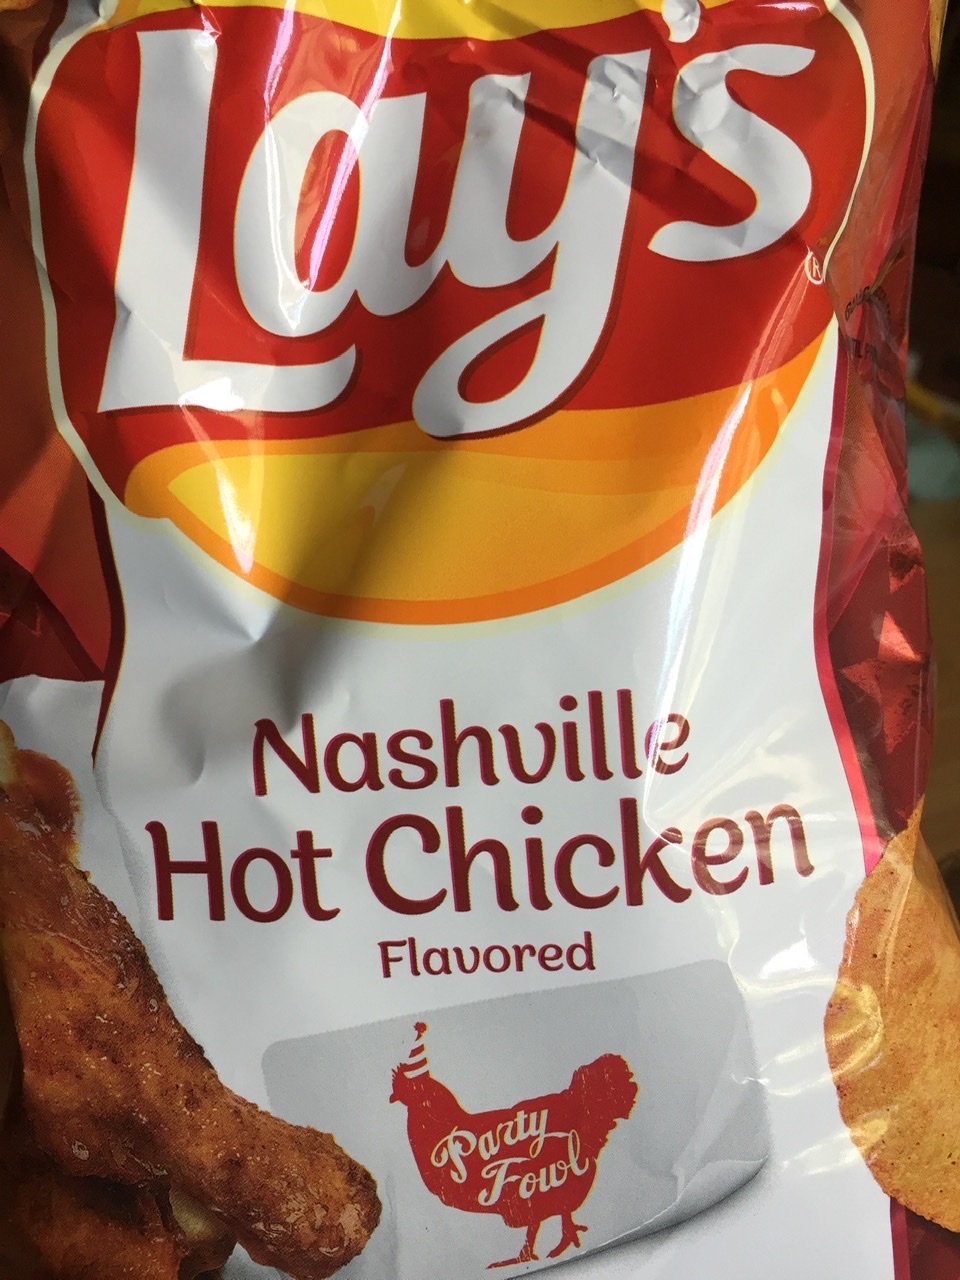 Lay's
®
Nashville
Hot Chicken
Flavored
Party
Fowl